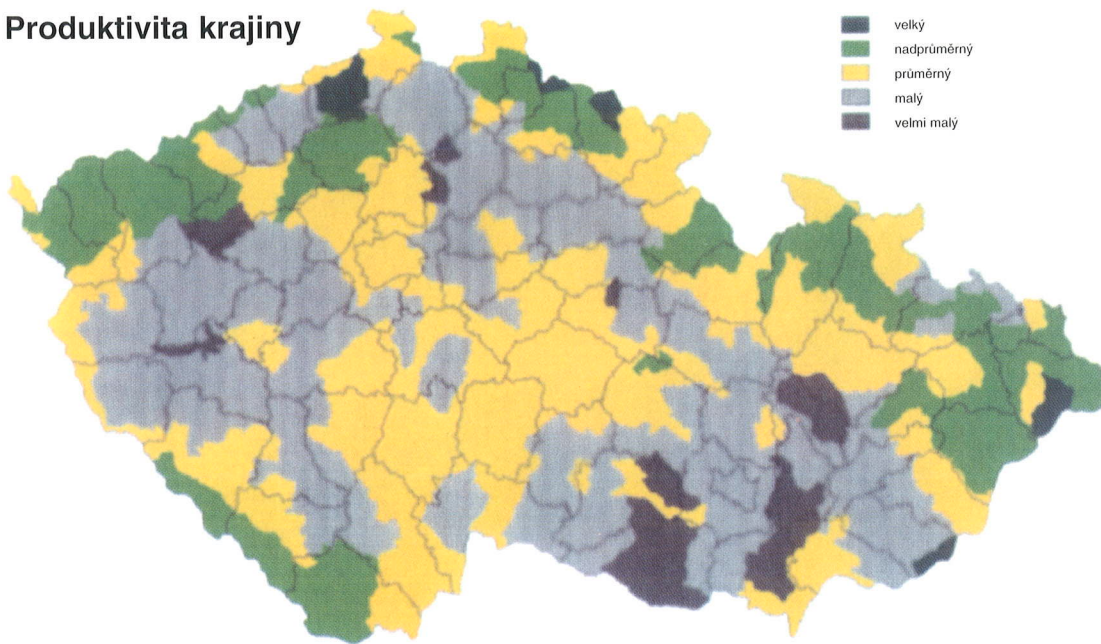 Produktivita krajiny
velký
nadprůměrný
průměrný
malý
velmi malý